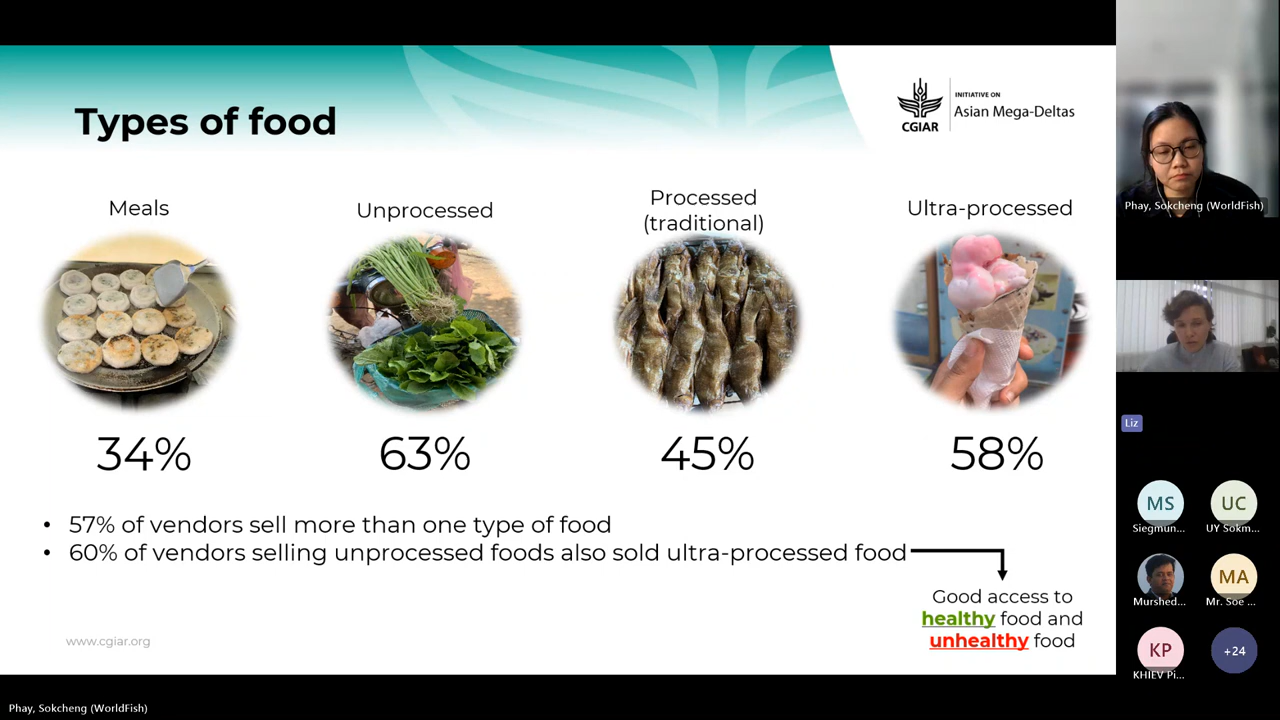 Types of food
CGIAR
INITIATIVE ON
Asian Mega-Deltas
Meals
Unprocessed
Processed
(traditional)
Ultra-processed
34%
63%
45%
58%
• 57% of vendors sell more than one type of food
• 60% of vendors selling unprocessed foods also sold ultra-processed food
Good access to
healthy food and
unhealthy food
www.cgiar.org
Phay, Sokcheng (WorldFish)
Phay, Sokcheng (WorldFish)
Liz
MS
Siegmun...
UC
UY Sokm...
Murshed...
MA
Mr. Soe ...
KP
KHIEV Pi...
+24